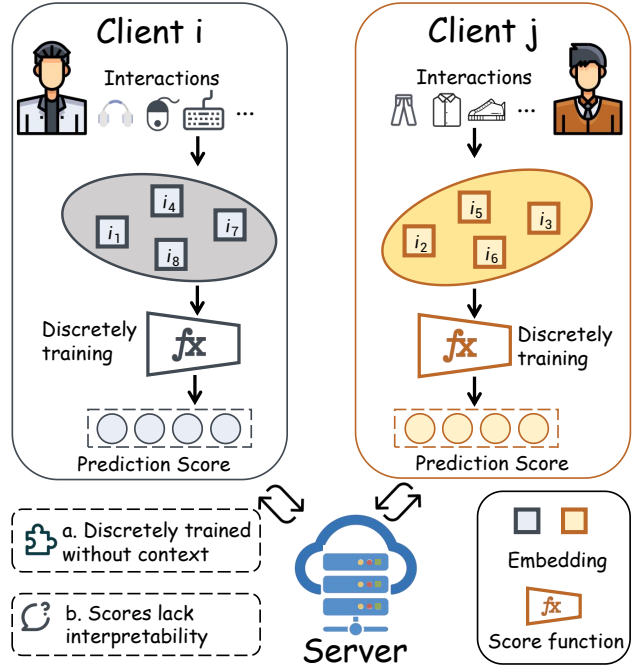 Client i
Interactions
...
i4
i1
i7
i8
Discretely
training
fx
Prediction Score
Client j
Interactions
...
i5
i2
i3
i6
fx
Discretely
training
Prediction Score
a. Discretely trained
without context
b. Scores lack
interpretability
Server
Embedding
fx
Score function